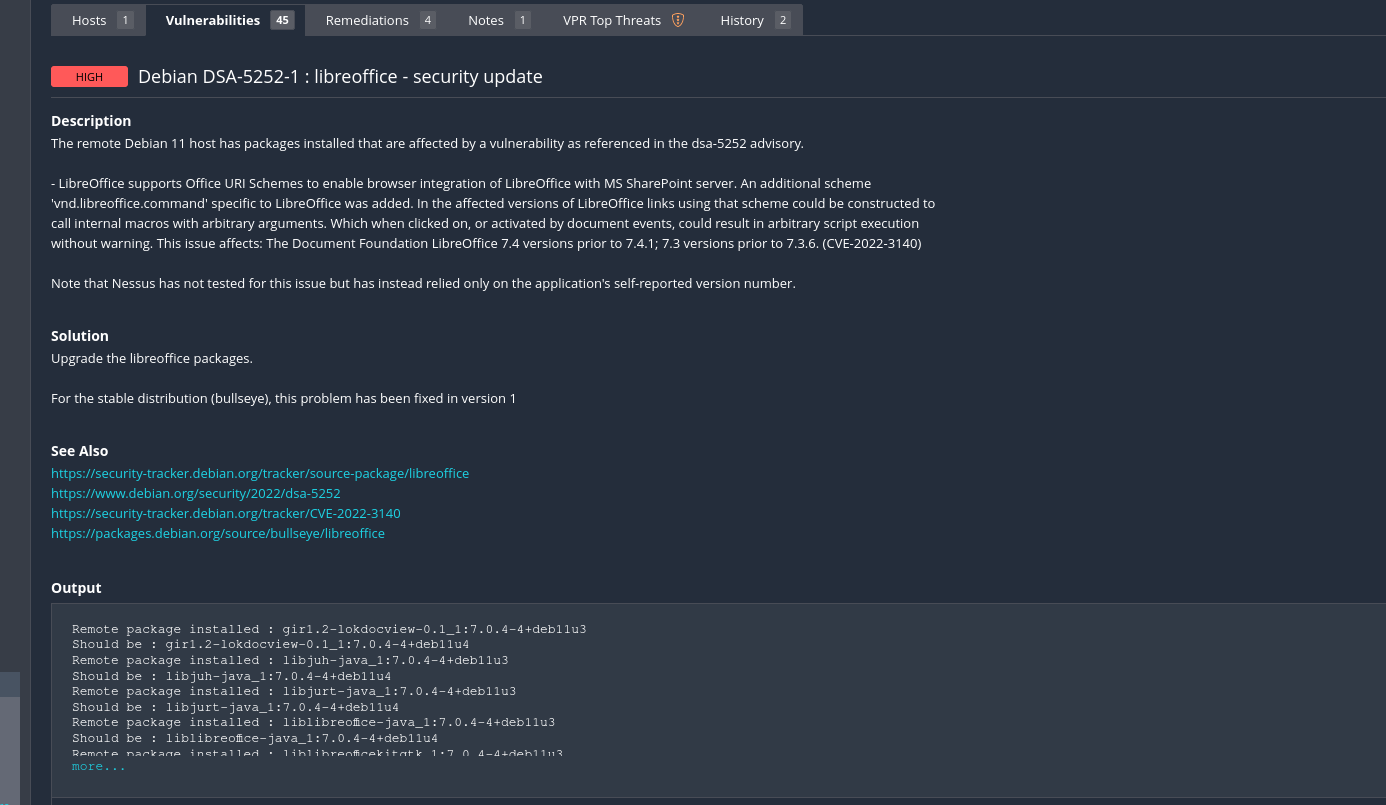 Hosts 1 Vulnerabilities 45 Remediations 4 Notes 1 VPR Top Threats History 2
HIGH Debian DSA-5252-1 : libreoffice - security update
Description
The remote Debian 11 host has packages installed that are affected by a vulnerability as referenced in the dsa-5252 advisory.
- LibreOffice supports Office URI Schemes to enable browser integration of LibreOffice with MS SharePoint server. An additional scheme
'vnd.libreoffice.command' specific to LibreOffice was added. In the affected versions of LibreOffice links using that scheme could be constructed to
call internal macros with arbitrary arguments. Which when clicked on, or activated by document events, could result in arbitrary script execution
without warning. This issue affects: The Document Foundation LibreOffice 7.4 versions prior to 7.4.1; 7.3 versions prior to 7.3.6. (CVE-2022-3140)
Note that Nessus has not tested for this issue but has instead relied only on the application's self-reported version number.
Solution
Upgrade the libreoffice packages.
For the stable distribution (bullseye), this problem has been fixed in version 1
See Also
https://security-tracker.debian.org/tracker/source-package/libreoffice
https://www.debian.org/security/2022/dsa-5252
https://security-tracker.debian.org/tracker/CVE-2022-3140
https://packages.debian.org/source/bullseye/libreoffice
Output
Remote package installed : gir1.2-lokdocview-0.1_1:7.0.4-4+deb11u3
Should be : gir1.2-lokdocview-0.1_1:7.0.4-4+deb11u4
Remote package installed : libjuh-java_1:7.0.4-4+deb11u3
Should be : libjuh-java_1:7.0.4-4+deb11u4
Remote package installed : libjurt-java_1:7.0.4-4+deb11u3
Should be : libjurt-java_1:7.0.4-4+deb11u4
Remote package installed : liblibreoffice-java_1:7.0.4-4+deb11u3
Should be : liblibreoffice-java_1:7.0.4-4+deb11u4
Remote package installed : liblibreofficekitgtk_1:7.0.4-4+deb11u3
more...